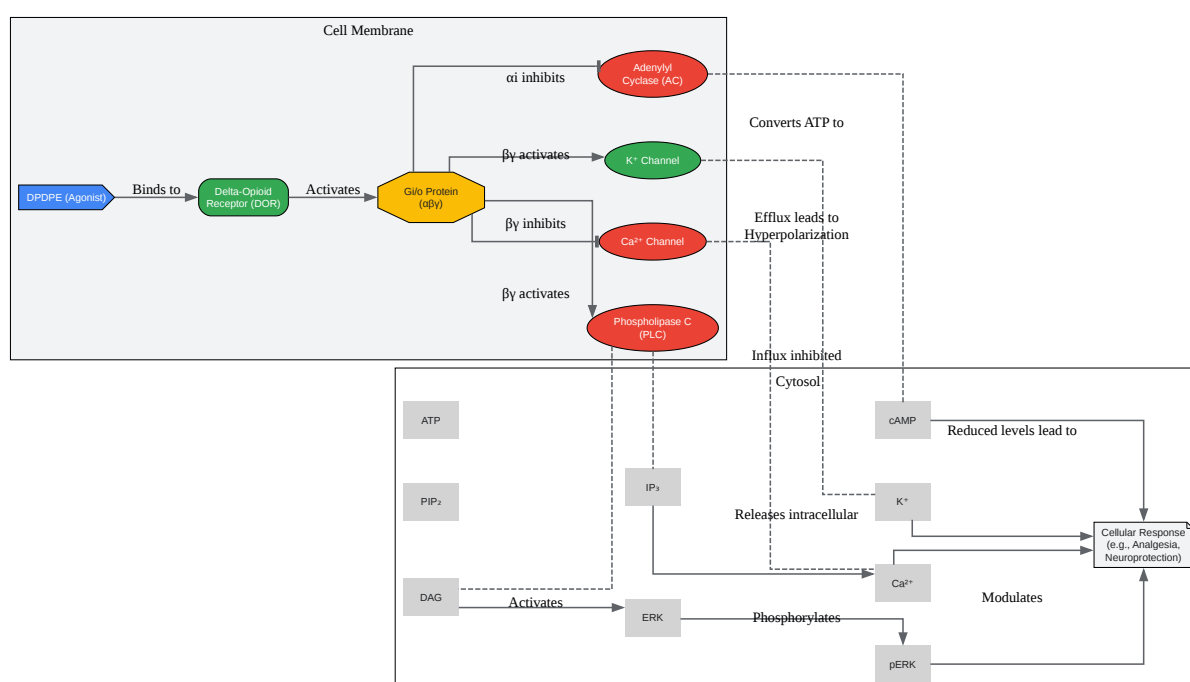 Cell Membrane
αi inhibits
Adenylyl
Cyclase (AC)
Converts ATP to
βγ activates
K⁺ Channel
DPDPE (Agonist)
Binds to
Delta-Opioid
Receptor (DOR)
Activates
Gi/o Protein
(αβγ)
βγ inhibits
Ca²⁺ Channel
Efflux leads to
Hyperpolarization
βγ activates
Phospholipase C
(PLC)
Influx inhibited
Cytosol
ATP
cAMP
Reduced levels lead to
PIP₂
IP₃
K⁺
Releases intracellular
Cellular Response
(e.g., Analgesia,
Neuroprotection)
Ca²⁺
DAG
Activates
ERK
Phosphorylates
Modulates
pERK